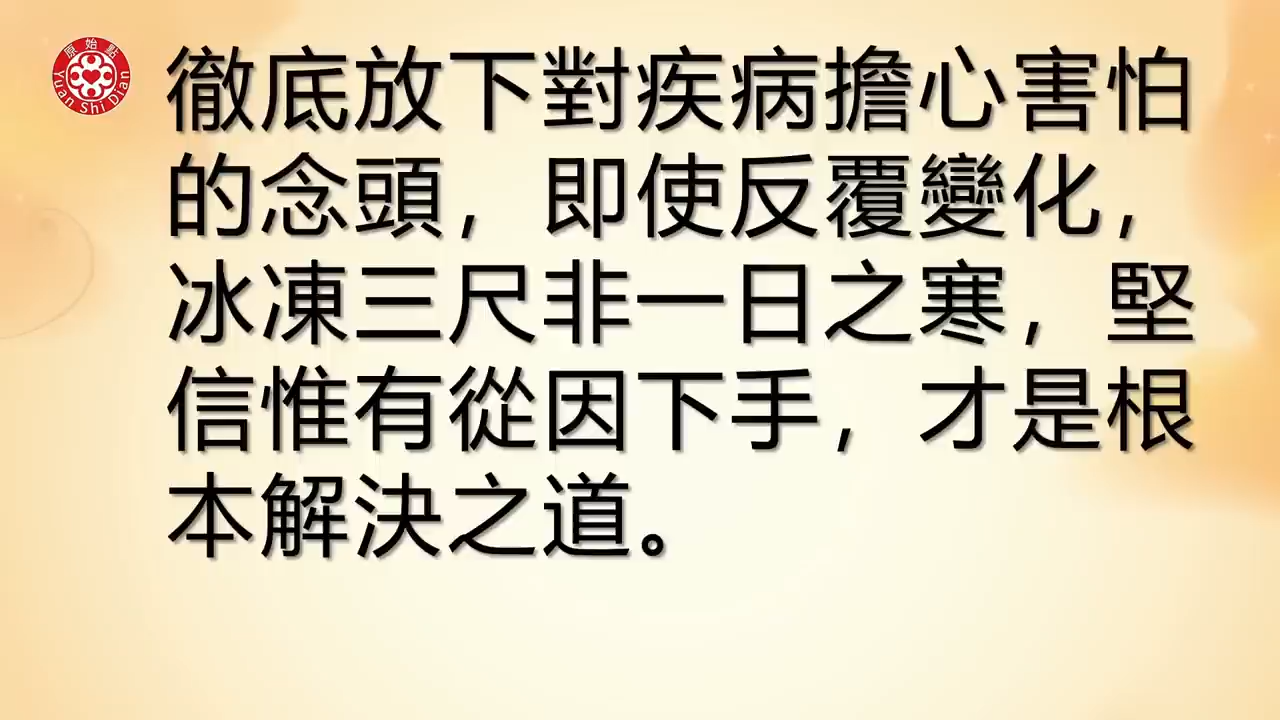 原始點
Yuan Shi Dian
徹底放下對疾病擔心害怕
的念頭，即使反覆變化，
冰凍三尺非一日之寒，堅
信惟有從因下手，才是根
本解決之道。